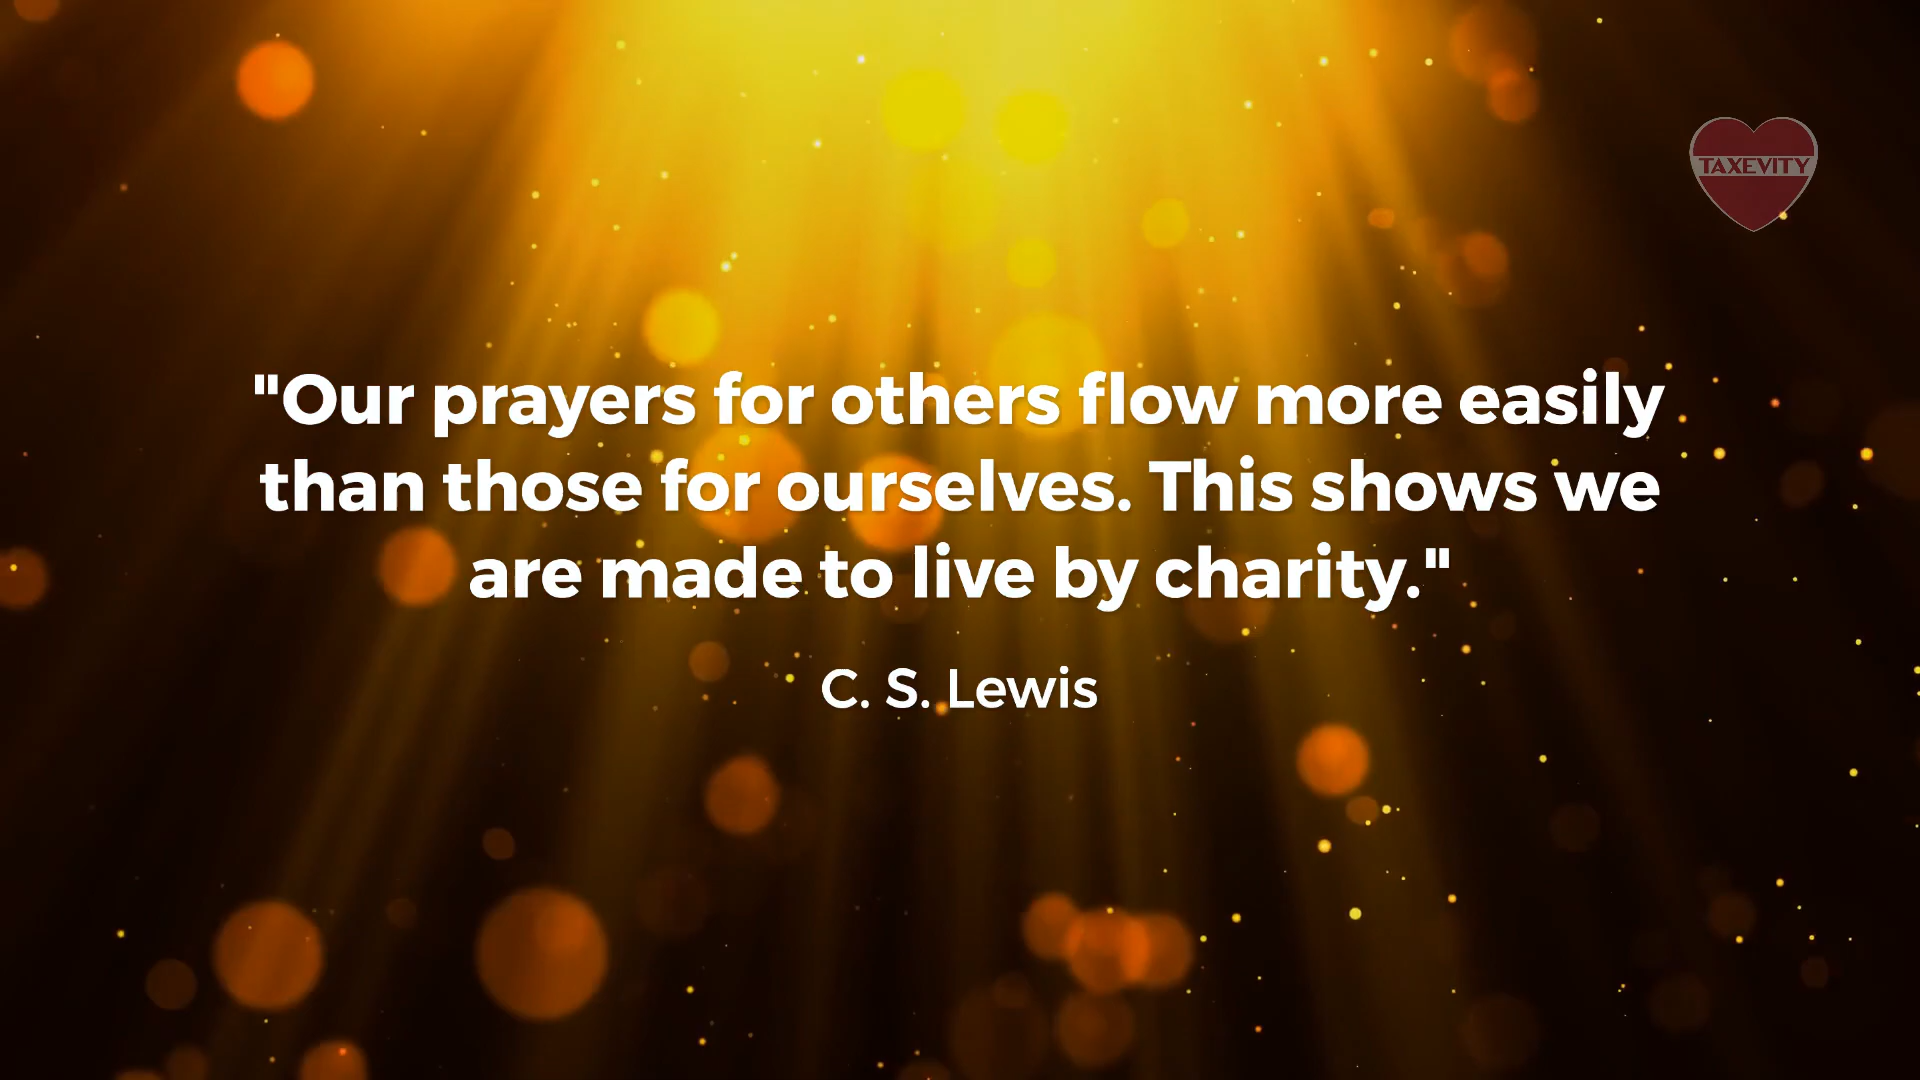 TAXEVITY
"Our prayers for others flow more easily
than those for ourselves. This shows we
are made to live by charity."
C. S. Lewis